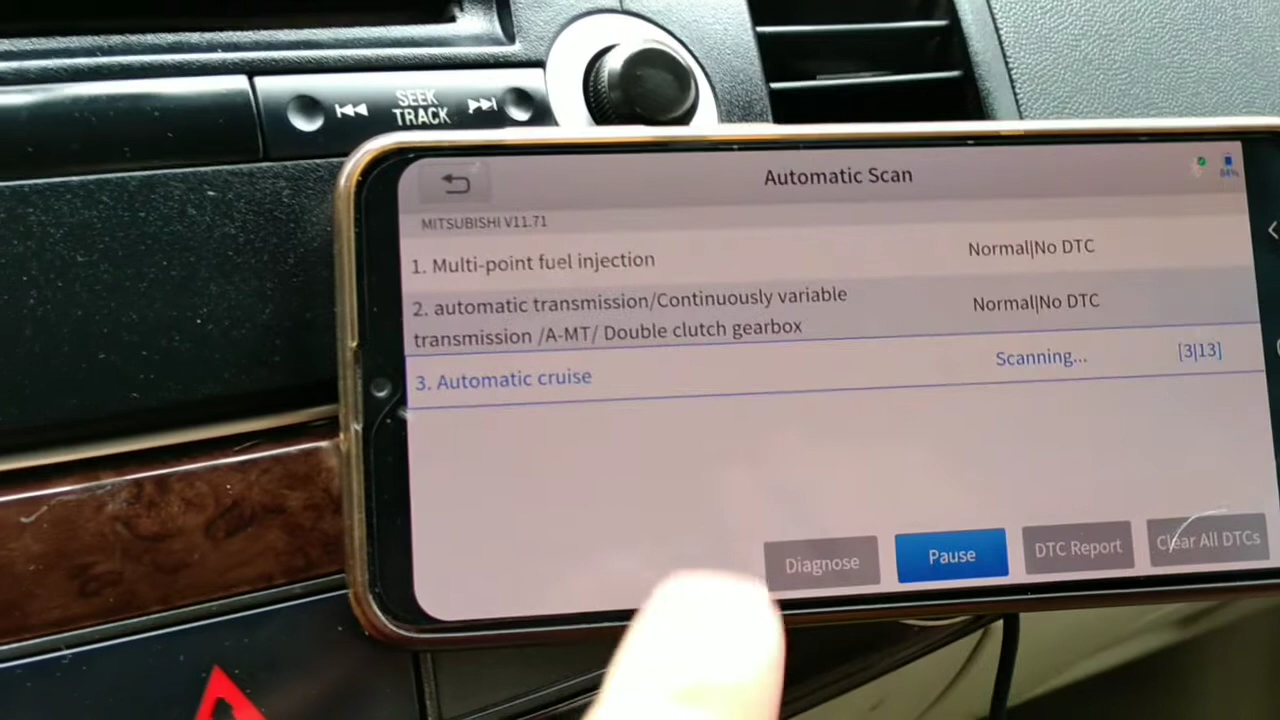 SEEK
TRACK
Automatic Scan
84%
MITSUBISHI V11.71
1. Multi-point fuel injection Normal|No DTC
2. automatic transmission/Continuously variable
transmission /A-MT/ Double clutch gearbox Normal|No DTC
3. Automatic cruise Scanning... [3|13]
Diagnose Pause DTC Report Clear All DTCs